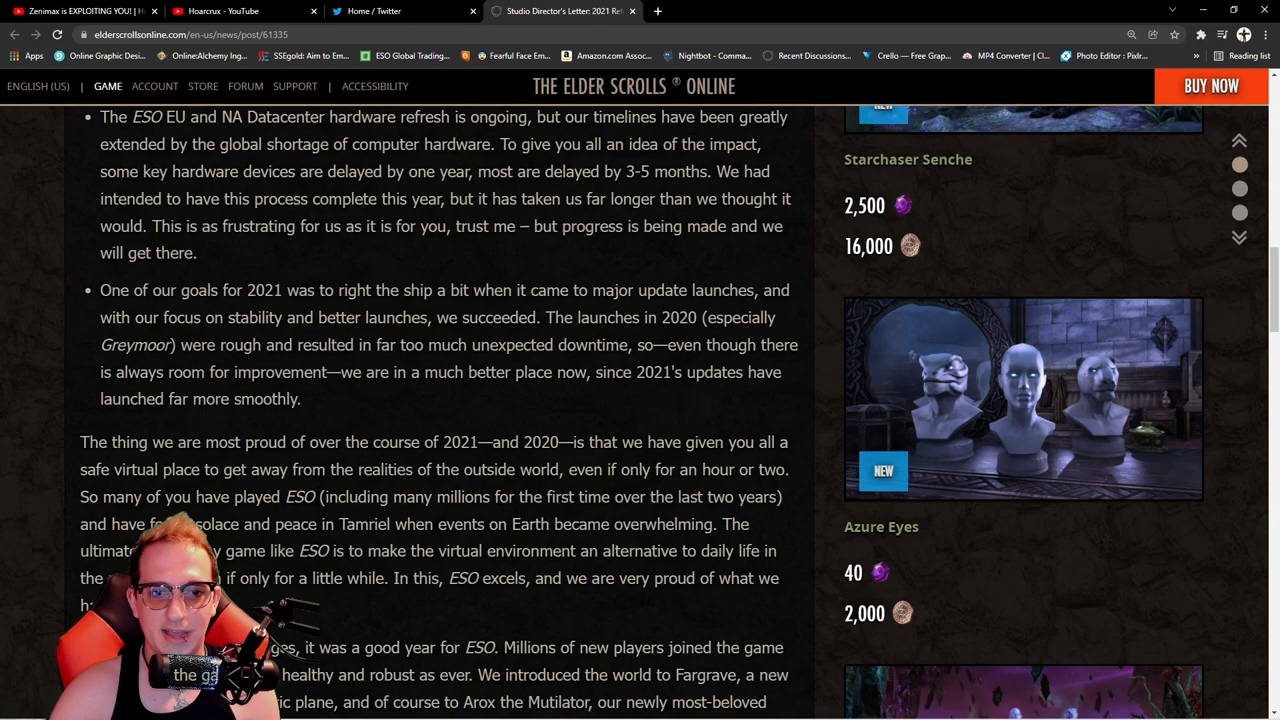 Zenimax is EXPLOITING YOU! | H
Hoarcrux - YouTube
Home / Twitter
Studio Director's Letter: 2021 Ret
elderscrollsonline.com/en-us/news/post/61335
Apps
Online Graphic Desi...
OnlineAlchemy Ing...
SSEgold: Aim to Em...
ESO Global Trading...
Fearful Face Em...
Amazon.com Assoc...
Nightbot - Comma...
Recent Discussions...
Crello — Free Grap...
MP4 Converter | Cl...
Photo Editor : Pixlr...
Reading list
ENGLISH (US)
GAME
ACCOUNT
STORE
FORUM
SUPPORT
ACCESSIBILITY
THE ELDER SCROLLS ® ONLINE
BUY NOW
The ESO EU and NA Datacenter hardware refresh is ongoing, but our timelines have been greatly
extended by the global shortage of computer hardware. To give you all an idea of the impact,
some key hardware devices are delayed by one year, most are delayed by 3-5 months. We had
intended to have this process complete this year, but it has taken us far longer than we thought it
would. This is as frustrating for us as it is for you, trust me – but progress is being made and we
will get there.
One of our goals for 2021 was to right the ship a bit when it came to major update launches, and
with our focus on stability and better launches, we succeeded. The launches in 2020 (especially
Greymoor) were rough and resulted in far too much unexpected downtime, so—even though there
is always room for improvement—we are in a much better place now, since 2021's updates have
launched far more smoothly.
The thing we are most proud of over the course of 2021—and 2020—is that we have given you all a
safe virtual place to get away from the realities of the outside world, even if only for an hour or two.
So many of you have played ESO (including many millions for the first time over the last two years)
and have solace and peace in Tamriel when events on Earth became overwhelming. The
ultimate game like ESO is to make the virtual environment an alternative to daily life in
the if only for a little while. In this, ESO excels, and we are very proud of what we
it was a good year for ESO. Millions of new players joined the game
the healthy and robust as ever. We introduced the world to Fargrave, a new
plane, and of course to Arox the Mutilator, our newly most-beloved
NEW
Starchaser Senche
2,500
16,000
NEW
Azure Eyes
40
2,000